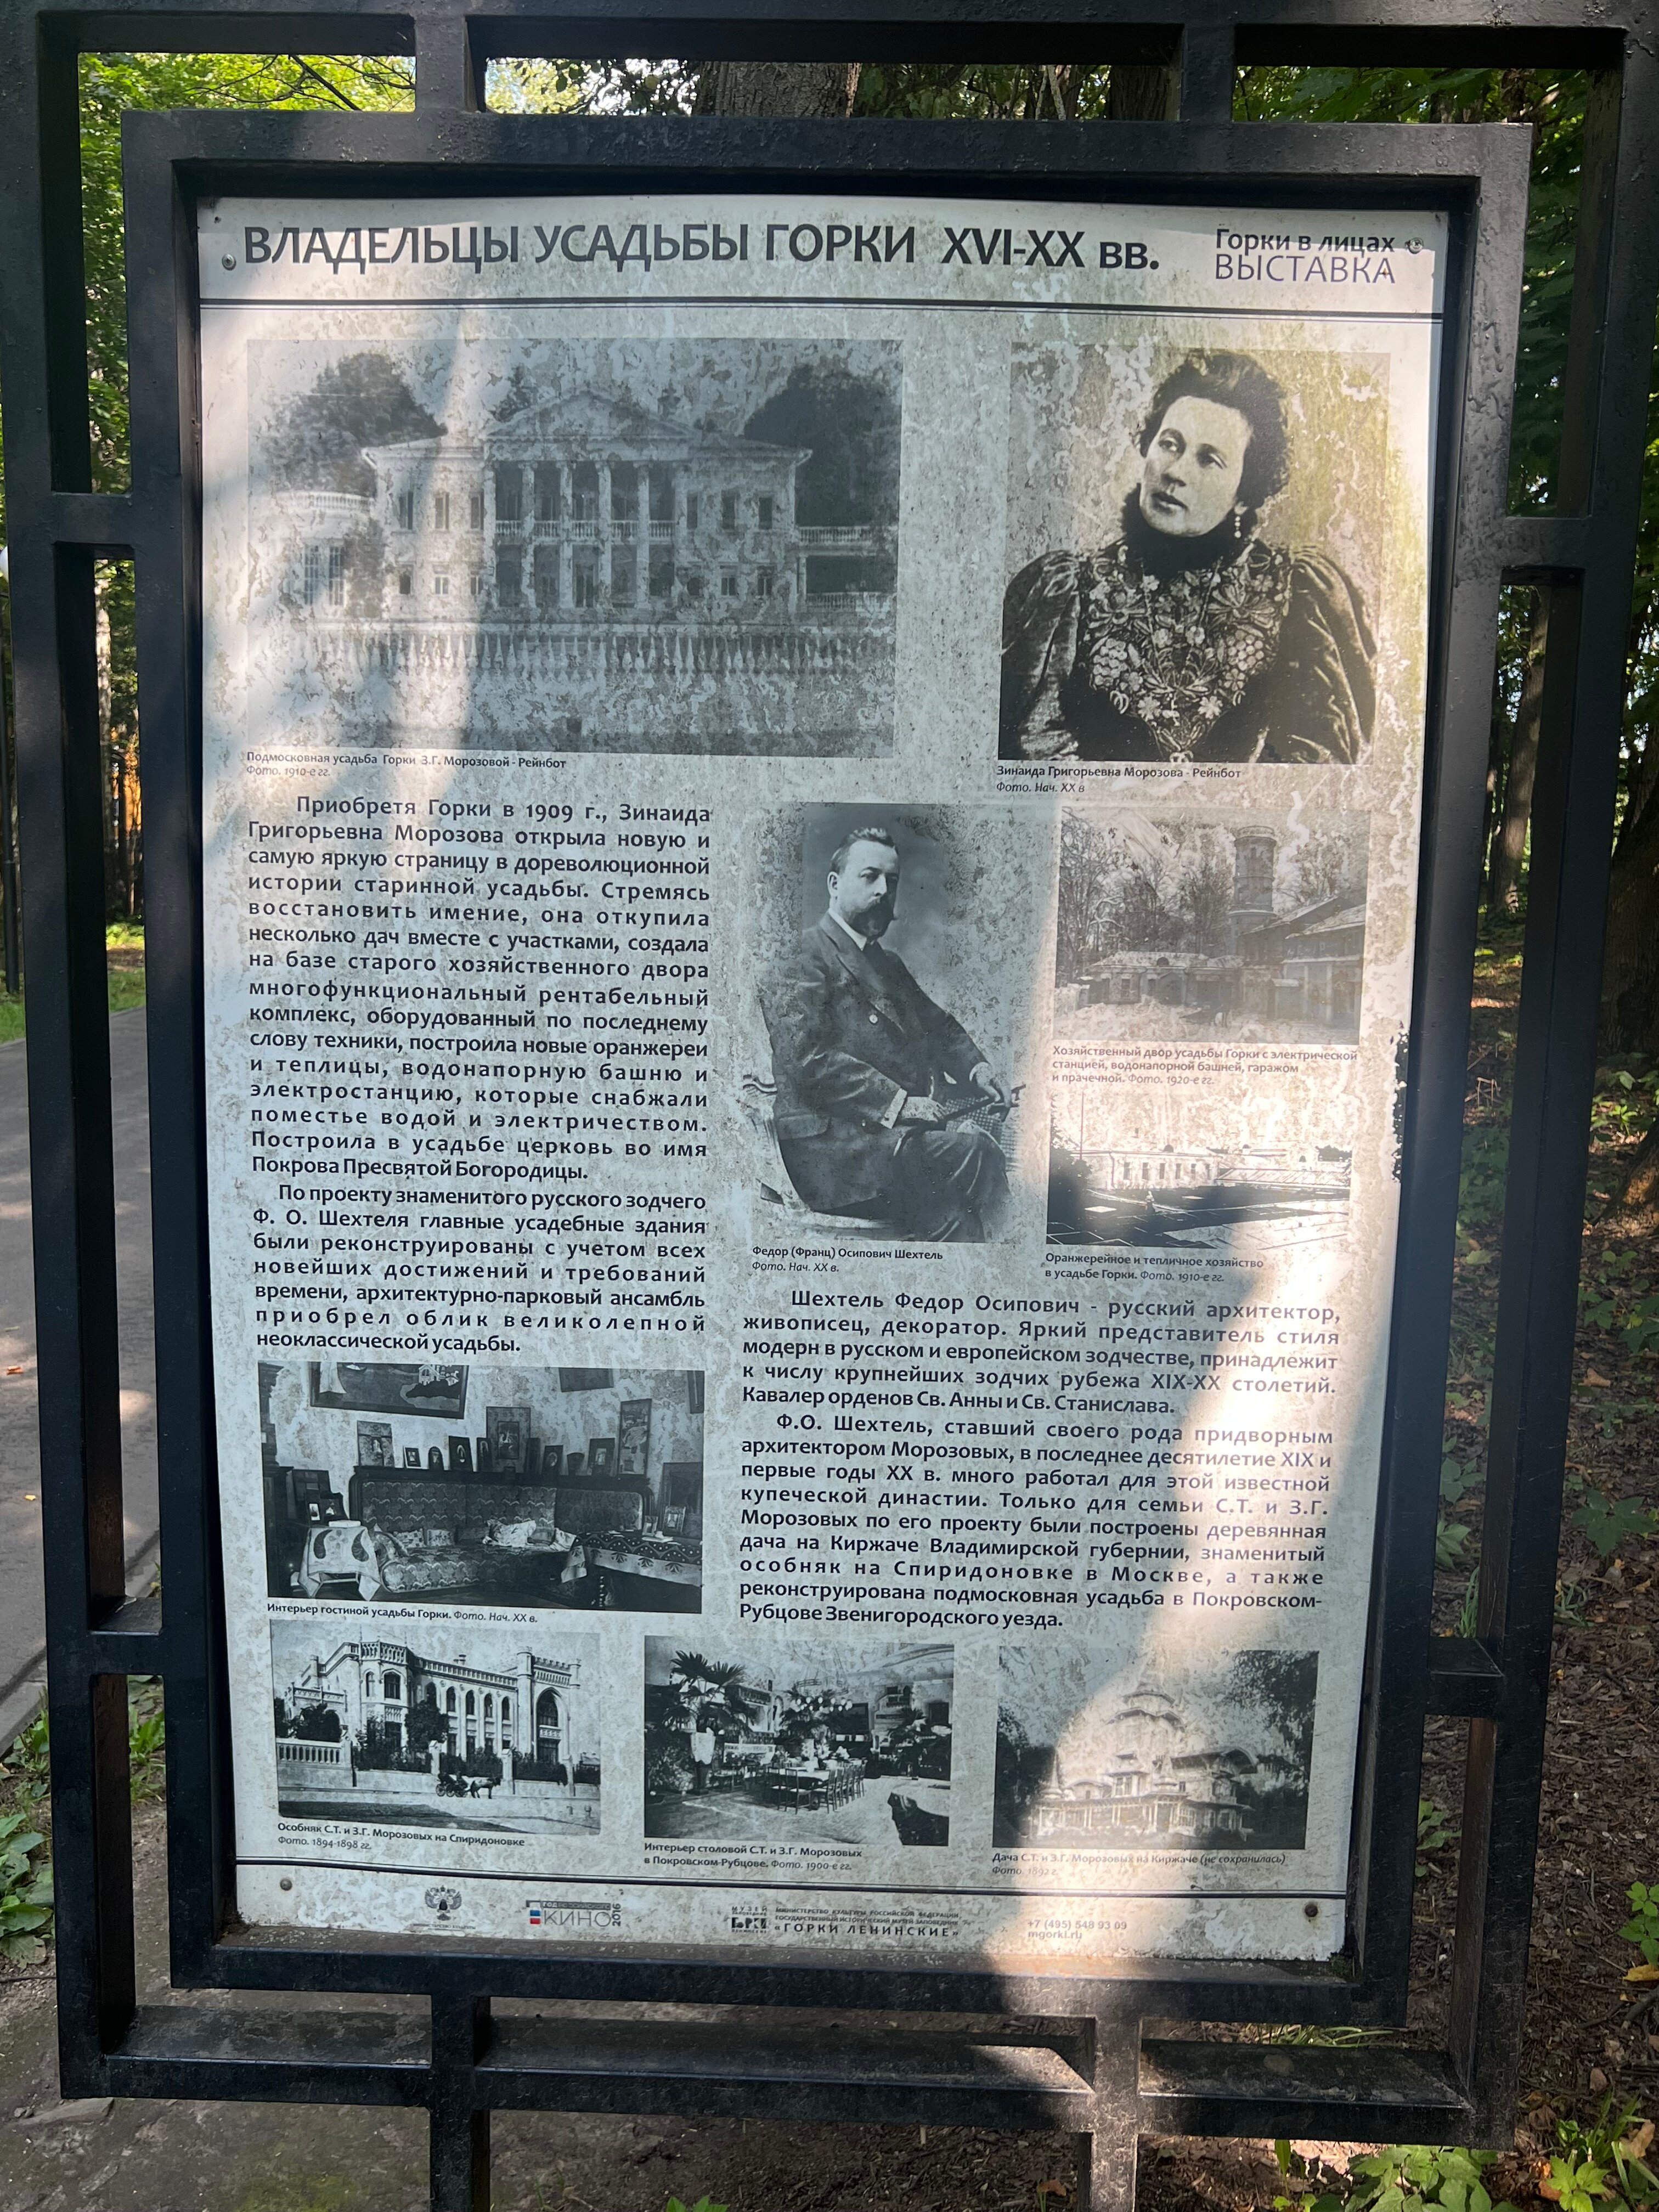 ВЛАДЕЛЬЦЫ УСАДЬБЫ ГОРКИ XVI-XX вв.
Горки в лицах
ВЫСТАВКА
Подмосковная усадьба Горки З.Г. Морозовой - Рейнбот
Фото. 1910-е гг.
Зинаида Григорьевна Морозова - Рейнбот
Фото. Нач. XX в
Приобретя Горки в 1909 г., Зинаида
Григорьевна Морозова открыла новую и
самую яркую страницу в дореволюционной
истории старинной усадьбы. Стремясь
восстановить имение, она откупила
несколько дач вместе с участками, создала
на базе старого хозяйственного двора
многофункциональный рентабельный
комплекс, оборудованный по последнему
слову техники, построила новые оранжереи
и теплицы, водонапорную башню и
электростанцию, которые снабжали
поместье водой и электричеством.
Построила в усадьбе церковь во имя
Покрова Пресвятой Богородицы.
По проекту знаменитого русского зодчего
Ф. О. Шехтеля главные усадебные здания
были реконструированы с учетом всех
новейших достижений и требований
времени, архитектурно-парковый ансамбль
приобрел облик великолепной
неоклассической усадьбы.
Хозяйственный двор усадьбы Горки с электрической
станцией, водонапорной башней, гаражом
и прачечной. Фото. 1920-е гг.
Федор (Франц) Осипович Шехтель
Фото. Нач. XX в.
Оранжерейное и тепличное хозяйство
в усадьбе Горки. Фото. 1910-е гг.
Шехтель Федор Осипович - русский архитектор,
живописец, декоратор. Яркий представитель стиля
модерн в русском и европейском зодчестве, принадлежит
к числу крупнейших зодчих рубежа XIX-XX столетий.
Кавалер орденов Св. Анны и Св. Станислава.
Ф.О. Шехтель, ставший своего рода придворным
архитектором Морозовых, в последнее десятилетие XIX и
первые годы XX в. много работал для этой известной
купеческой династии. Только для семьи С.Т. и З.Г.
Морозовых по его проекту были построены деревянная
дача на Киржаче Владимирской губернии, знаменитый
особняк на Спиридоновке в Москве, а также
реконструирована подмосковная усадьба в Покровском-
Рубцове Звенигородского уезда.
Интерьер гостиной усадьбы Горки. Фото. Нач. XX в.
Особняк С.Т. и З.Г. Морозовых на Спиридоновке
Фото. 1894-1898 гг.
Интерьер столовой С.Т. и З.Г. Морозовых
в Покровском-Рубцове. Фото. 1900-е гг.
Дача С.Т. и З.Г. Морозовых на Киржаче (не сохранилась)
Фото. 1892 г.
КИНО
2016
МУЗЕЙ
ГОРКИ
МИНИСТЕРСТВО КУЛЬТУРЫ РОССИЙСКОЙ ФЕДЕРАЦИИ
ГОСУДАРСТВЕННЫЙ ИСТОРИЧЕСКИЙ МУЗЕЙ ЗАПОВЕДНИК
«ГОРКИ ЛЕНИНСКИЕ»
+7 (495) 548 93 09
mgorki.ru